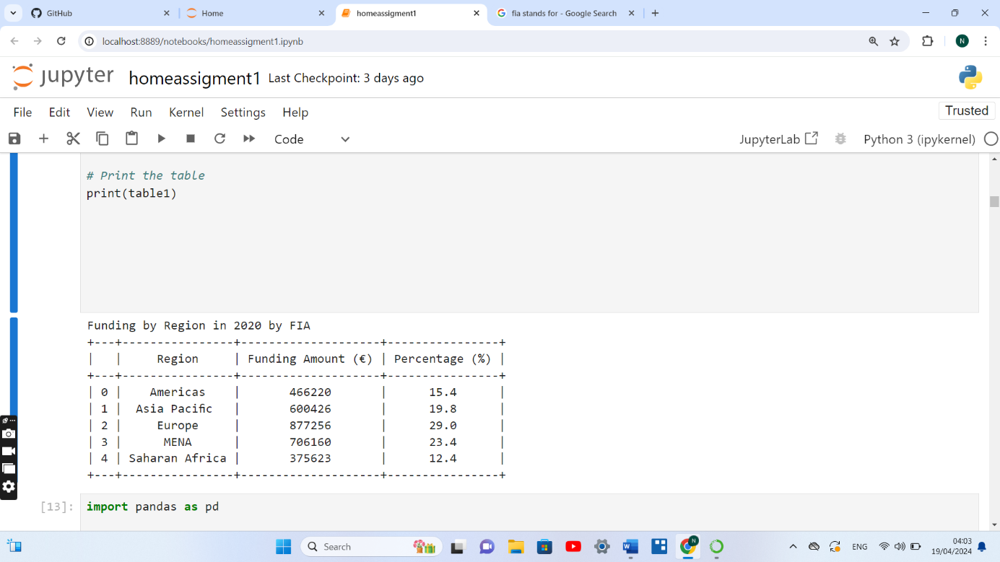 GitHub
Home
homeassigment1
fia stands for - Google Search
localhost:8889/notebooks/homeassigment1.ipynb
N
jupyter homeassigment1 Last Checkpoint: 3 days ago
File Edit View Run Kernel Settings Help
Trusted
Code
JupyterLab
Python 3 (ipykernel)
# Print the table
print(table1)
Funding by Region in 2020 by FIA
+---+----------------+--------------------+----------------+
|   |     Region     | Funding Amount (€) | Percentage (%) |
+---+----------------+--------------------+----------------+
| 0 |    Americas    |       466220       |      15.4      |
| 1 |  Asia Pacific  |       600426       |      19.8      |
| 2 |     Europe     |       877256       |      29.0      |
| 3 |      MENA      |       706160       |      23.4      |
| 4 | Saharan Africa |       375623       |      12.4      |
+---+----------------+--------------------+----------------+
[13]: import pandas as pd
Search
N
ENG
04:03
19/04/2024